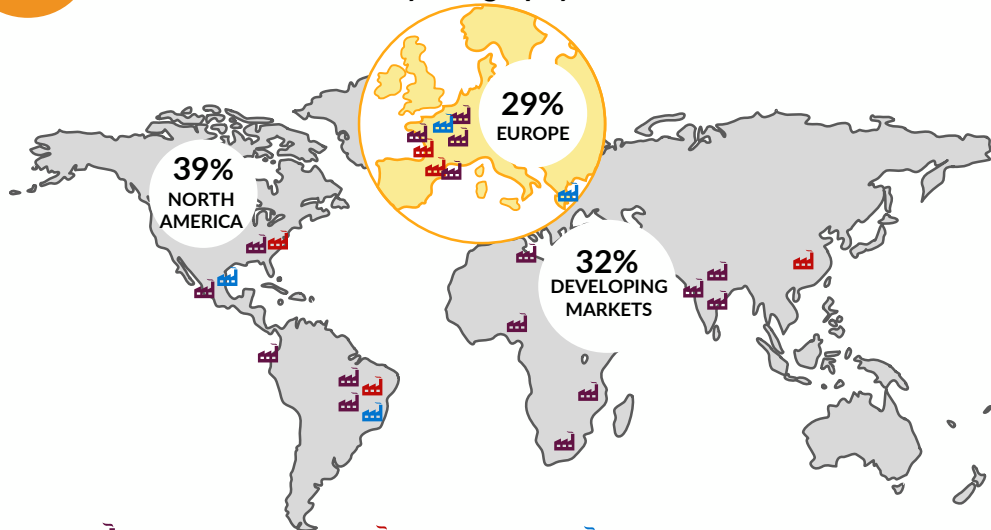 29%
EUROPE
39%
NORTH
AMERICA
32%
DEVELOPING
MARKETS